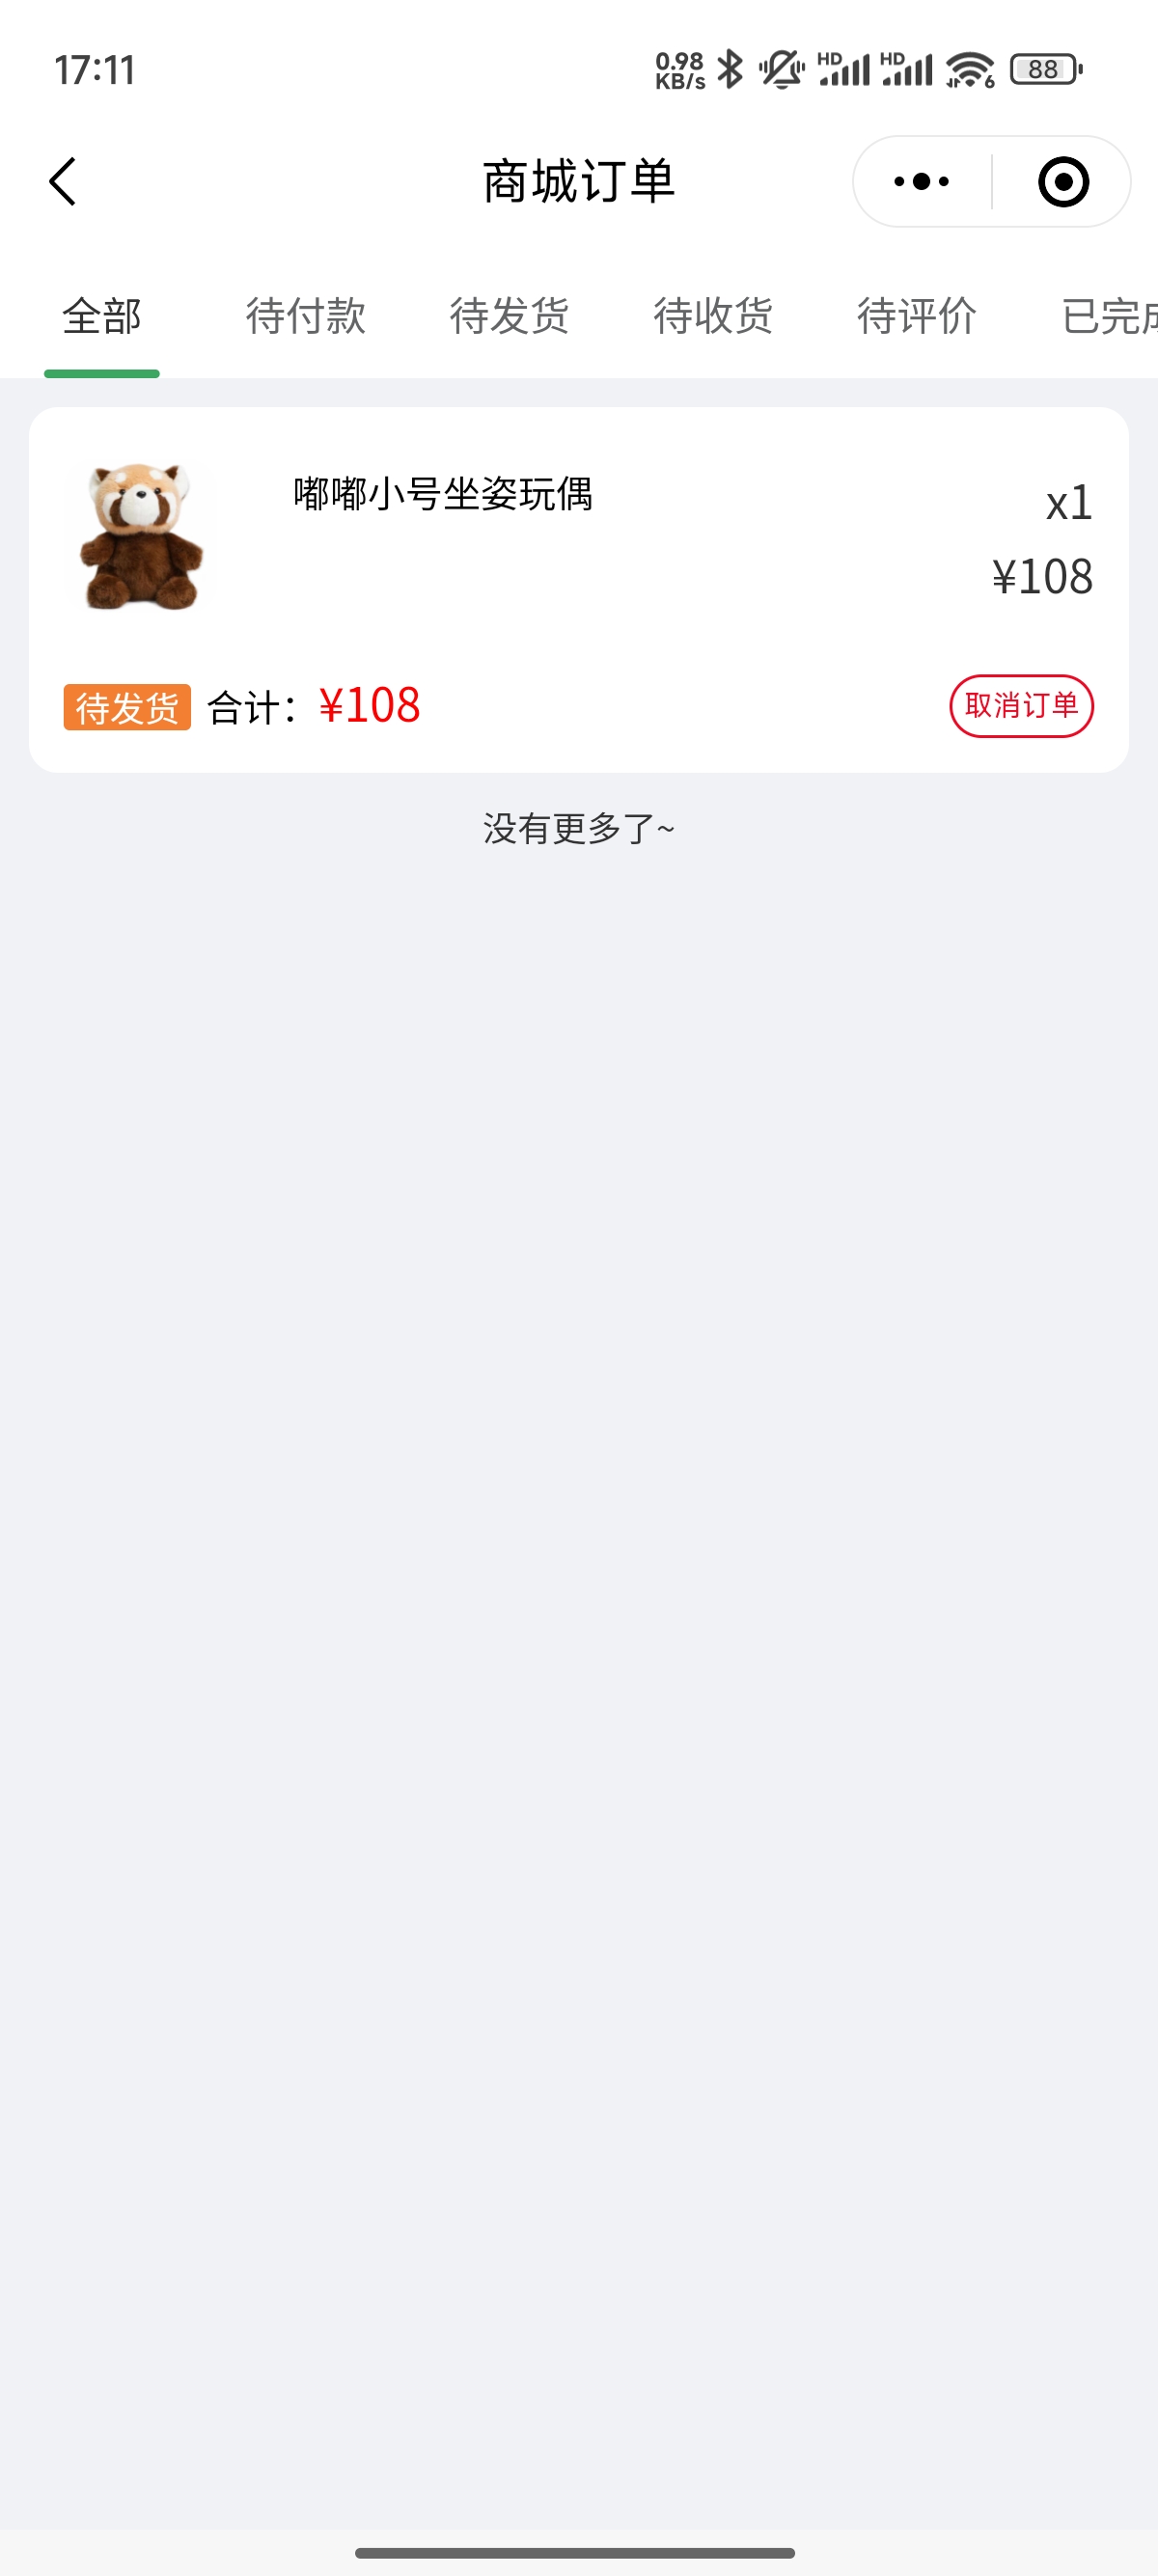 17:11
0.98
KB/s
HD
HD
6
88
商城订单
全部
待付款
待发货
待收货
待评价
已完成
嘟嘟小号坐姿玩偶
x1
¥108
待发货 合计：¥108
取消订单
没有更多了~